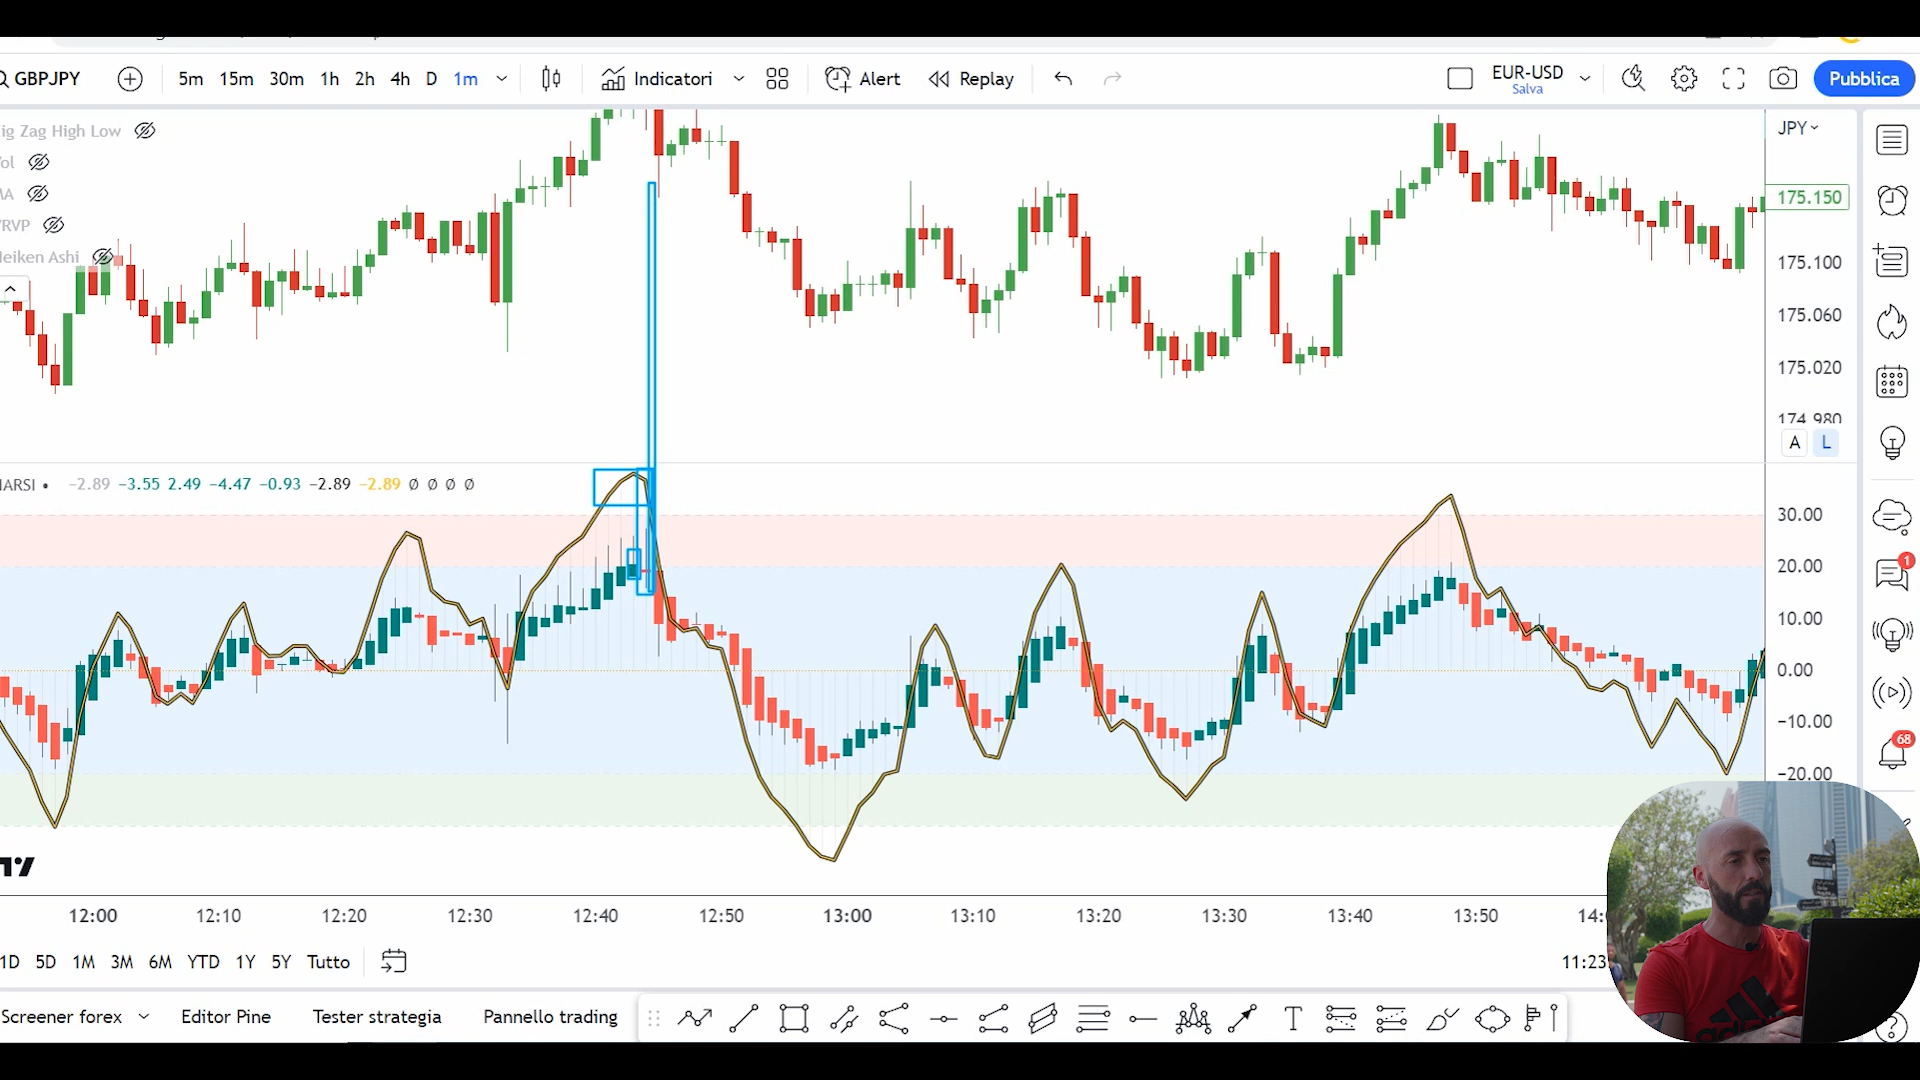 GBPJPY 5m 15m 30m 1h 2h 4h D 1m Indicatori Alert Replay EUR-USD Pubblica
Salva
ig Zag High Low
ol
MA
VRVP
Heiken Ashi
JPY
175.150
175.100
175.060
175.020
174.980
A L
HARSI • −2.89 −3.55 2.49 −4.47 −0.93 −2.89 −2.89 Ø Ø Ø Ø
30.00
20.00
10.00
0.00
−10.00
−20.00
1
68
12:00 12:10 12:20 12:30 12:40 12:50 13:00 13:10 13:20 13:30 13:40 13:50
1D 5D 1M 3M 6M YTD 1Y 5Y Tutto 11:23
Screener forex Editor Pine Tester strategia Pannello trading
adidas